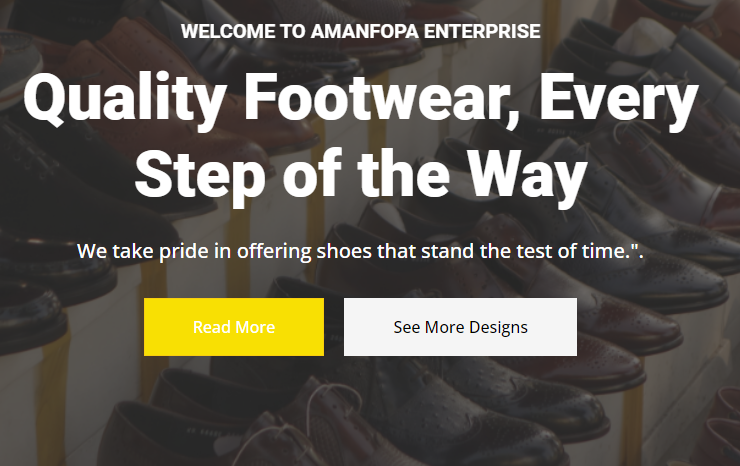 WELCOME TO AMANFOPA ENTERPRISE
Quality Footwear, Every
Step of the Way
We take pride in offering shoes that stand the test of time.".
Read More
See More Designs